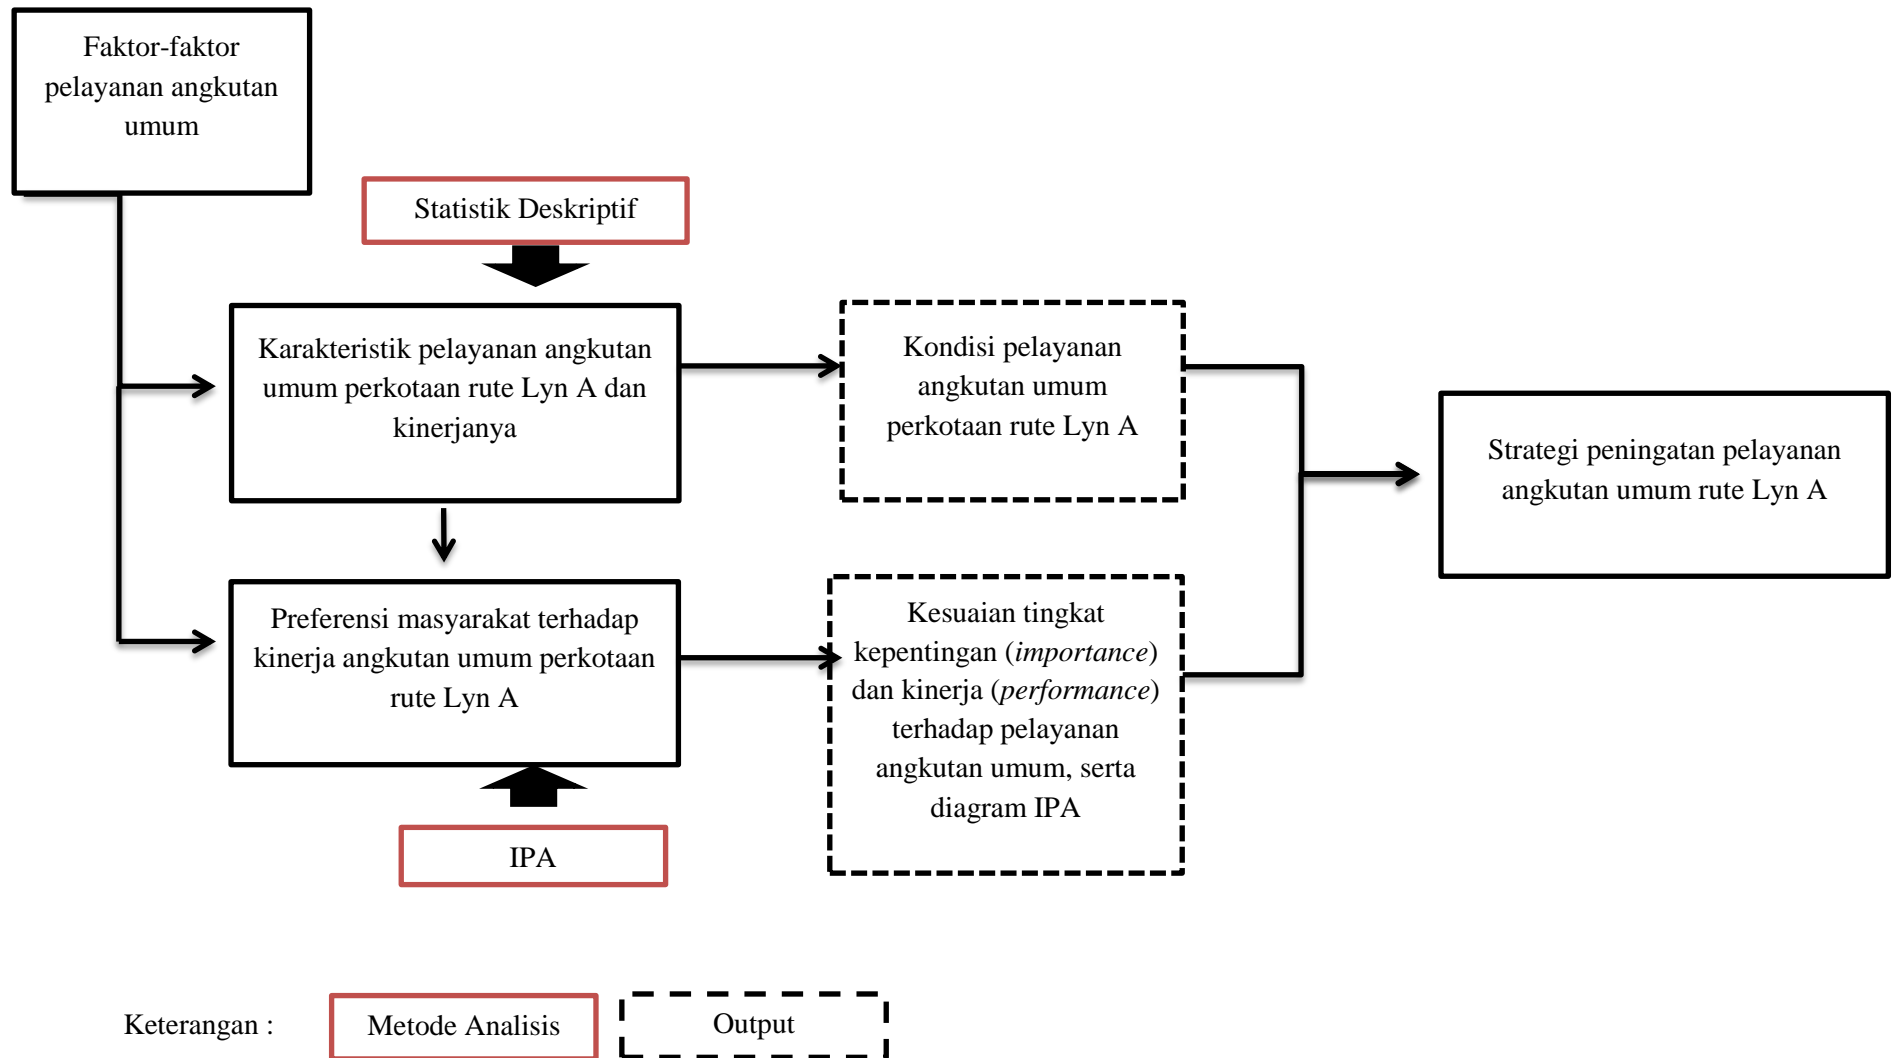 Faktor-faktor
pelayanan angkutan
umum
Statistik Deskriptif
Karakteristik pelayanan angkutan
umum perkotaan rute Lyn A dan
kinerjanya
Kondisi pelayanan
angkutan umum
perkotaan rute Lyn A
Strategi peningatan pelayanan
angkutan umum rute Lyn A
Preferensi masyarakat terhadap
kinerja angkutan umum perkotaan
rute Lyn A
Kesuaian tingkat
kepentingan (importance)
dan kinerja (performance)
terhadap pelayanan
angkutan umum, serta
diagram IPA
IPA
Keterangan :
Metode Analisis
Output